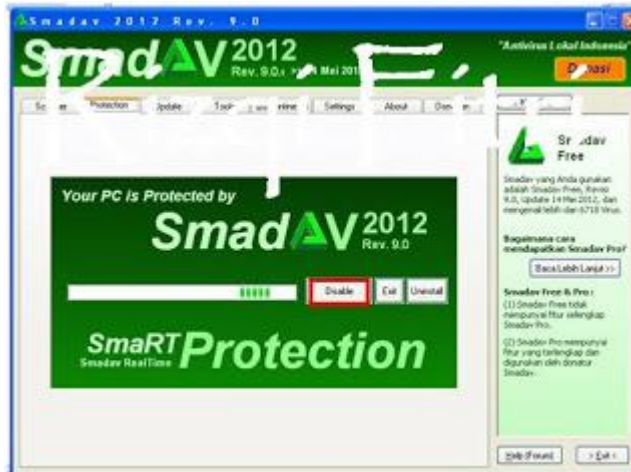 Smadav 2012 Rev. 9.0
SmadAV 2012
Rev. 9.0
Mei 2012
"Antivirus Lokal Indonesia"
Protection Update Settings About
Smadav
Free
Smadav yang Anda gunakan
adalah Smadav Free, Revisi
9.0, Update 14 Mei 2012, dan
mengenal lebih dari 6718 Virus.
Bagaimana cara
mendapatkan Smadav Pro?
Baca Lebih Lanjut >>
Smadav Free & Pro :
(1) Smadav Free tidak
mempunyai fitur selengkap
Smadav Pro.
(2) Smadav Pro mempunyai
fitur yang terlengkap dan
digunakan oleh donatur
Smadav.
Help (Forum) > Exit <
Your PC is Protected by
SmadAV 2012
Rev. 9.0
Disable Exit Uninstall
SmaRT Protection
Smadav RealTime